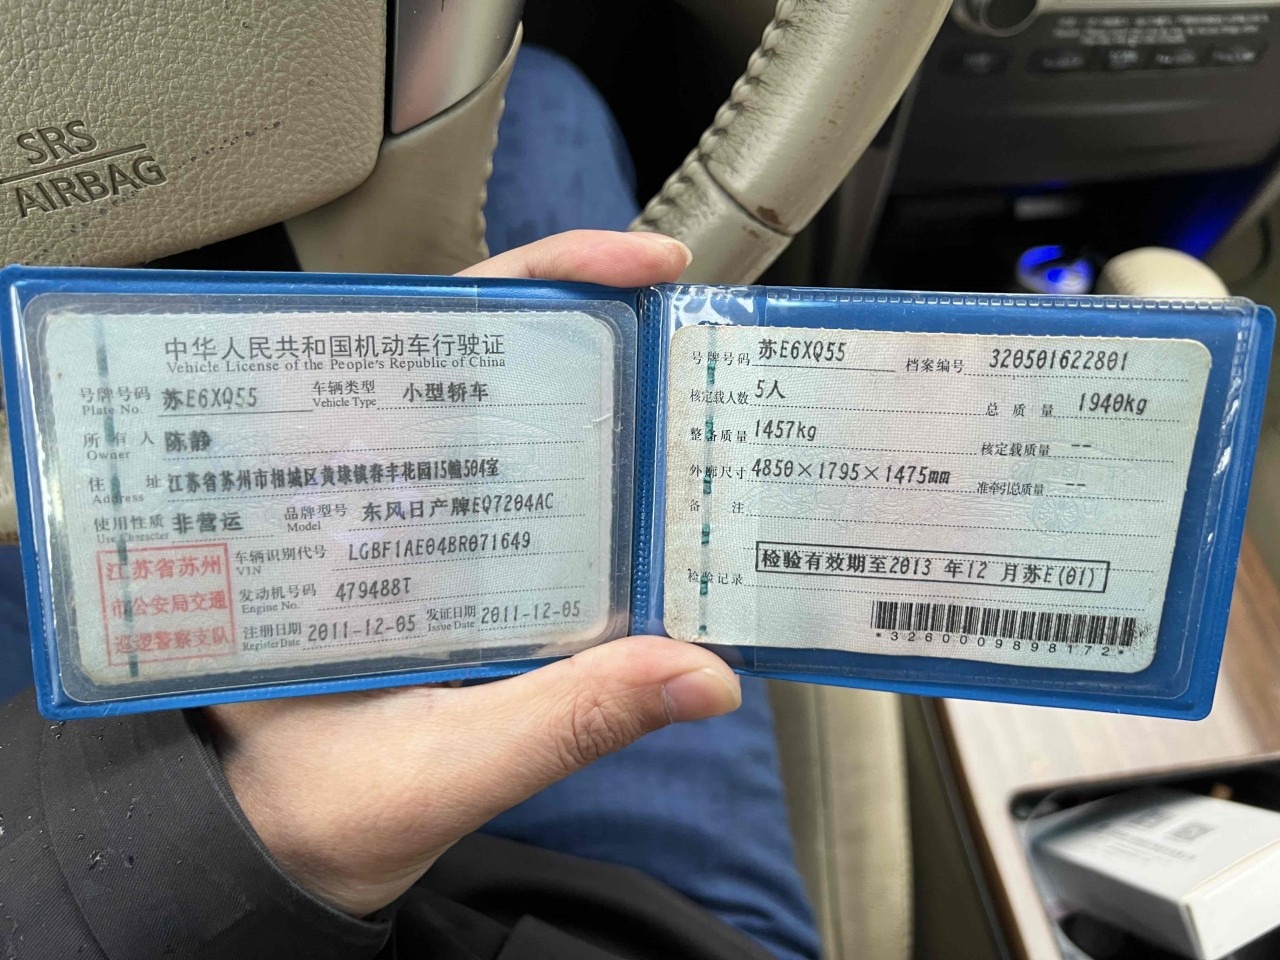 SRS
AIRBAG
中华人民共和国机动车行驶证
Vehicle License of the People's Republic of China
号牌号码 苏E6XQ55 车辆类型 小型轿车
Plate No. Vehicle Type
所有人 陈静
Owner
住址 江苏省苏州市相城区黄埭镇春丰花园15幢504室
Address
使用性质 非营运 品牌型号 东风日产牌EQ7204AC
Use Character Model
江苏省苏州市公安局交通巡逻警察支队
车辆识别代号 LGBF1AE04BR071649
VIN
发动机号码 479488T
Engine No.
注册日期 2011-12-05 发证日期 2011-12-05
Register Date Issue Date
号牌号码 苏E6XQ55 档案编号 320501622801
核定载人数 5人 总质量 1940kg
整备质量 1457kg 核定载质量 --
外廓尺寸 4850×1795×1475mm 准牵引总质量 --
备注
检验记录 检验有效期至2013 年12 月苏E(01)
*3260009898172*